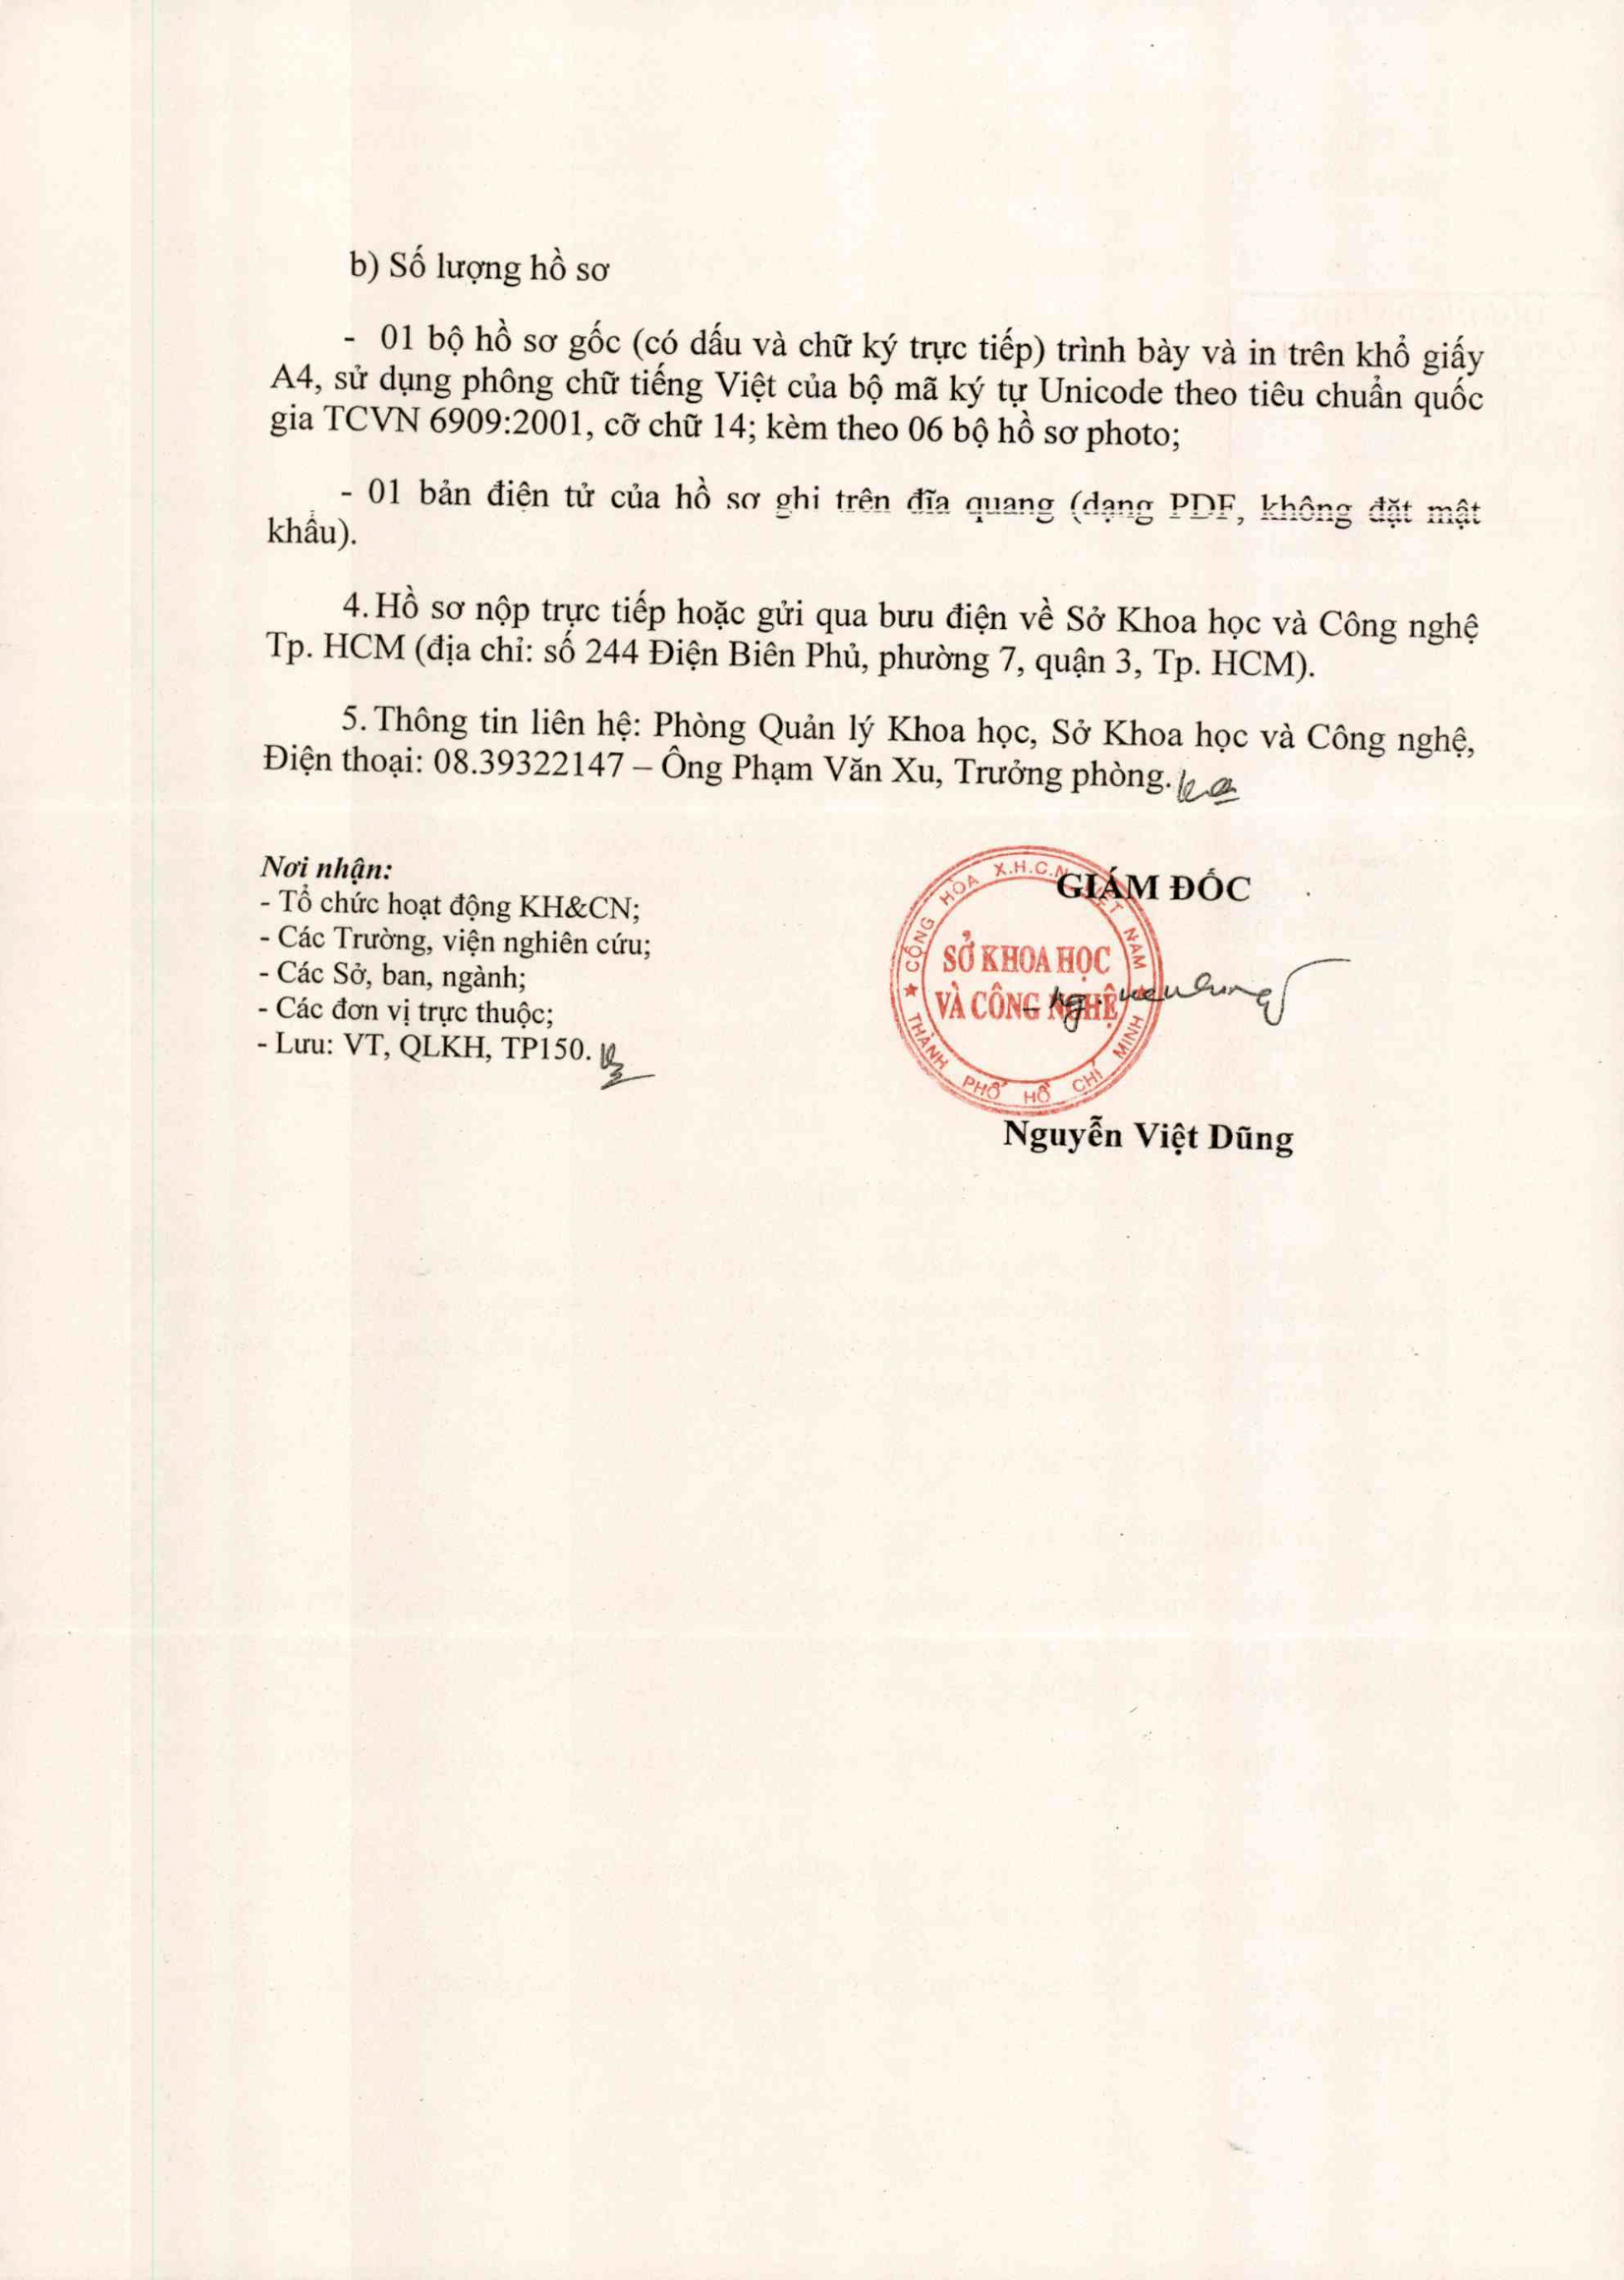 b) Số lượng hồ sơ
- 01 bộ hồ sơ gốc (có dấu và chữ ký trực tiếp) trình bày và in trên khổ giấy
A4, sử dụng phông chữ tiếng Việt của bộ mã ký tự Unicode theo tiêu chuẩn quốc
gia TCVN 6909:2001, cỡ chữ 14; kèm theo 06 bộ hồ sơ photo;
- 01 bản điện tử của hồ sơ ghi trên đĩa quang (dạng PDF, không đặt mật
khẩu).
4. Hồ sơ nộp trực tiếp hoặc gửi qua bưu điện về Sở Khoa học và Công nghệ
Tp. HCM (địa chỉ: số 244 Điện Biên Phủ, phường 7, quận 3, Tp. HCM).
5. Thông tin liên hệ: Phòng Quản lý Khoa học, Sở Khoa học và Công nghệ,
Điện thoại: 08.39322147 – Ông Phạm Văn Xu, Trưởng phòng.
Nơi nhận:
- Tổ chức hoạt động KH&CN;
- Các Trường, viện nghiên cứu;
- Các Sở, ban, ngành;
- Các đơn vị trực thuộc;
- Lưu: VT, QLKH, TP150.
GIÁM ĐỐC
CỘNG HÒA X.H.C.N VIỆT NAM
SỞ KHOA HỌC
VÀ CÔNG NGHỆ
THÀNH PHỐ HỒ CHÍ MINH
Nguyễn Việt Dũng